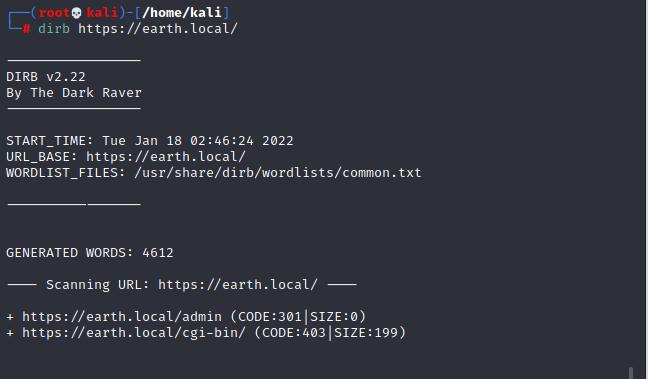 ┌──(root💀kali)-[/home/kali]
└─# dirb https://earth.local/
-----------------
DIRB v2.22
By The Dark Raver
-----------------
START_TIME: Tue Jan 18 02:46:24 2022
URL_BASE: https://earth.local/
WORDLIST_FILES: /usr/share/dirb/wordlists/common.txt
-----------------
GENERATED WORDS: 4612
---- Scanning URL: https://earth.local/ ----
+ https://earth.local/admin (CODE:301|SIZE:0)
+ https://earth.local/cgi-bin/ (CODE:403|SIZE:199)